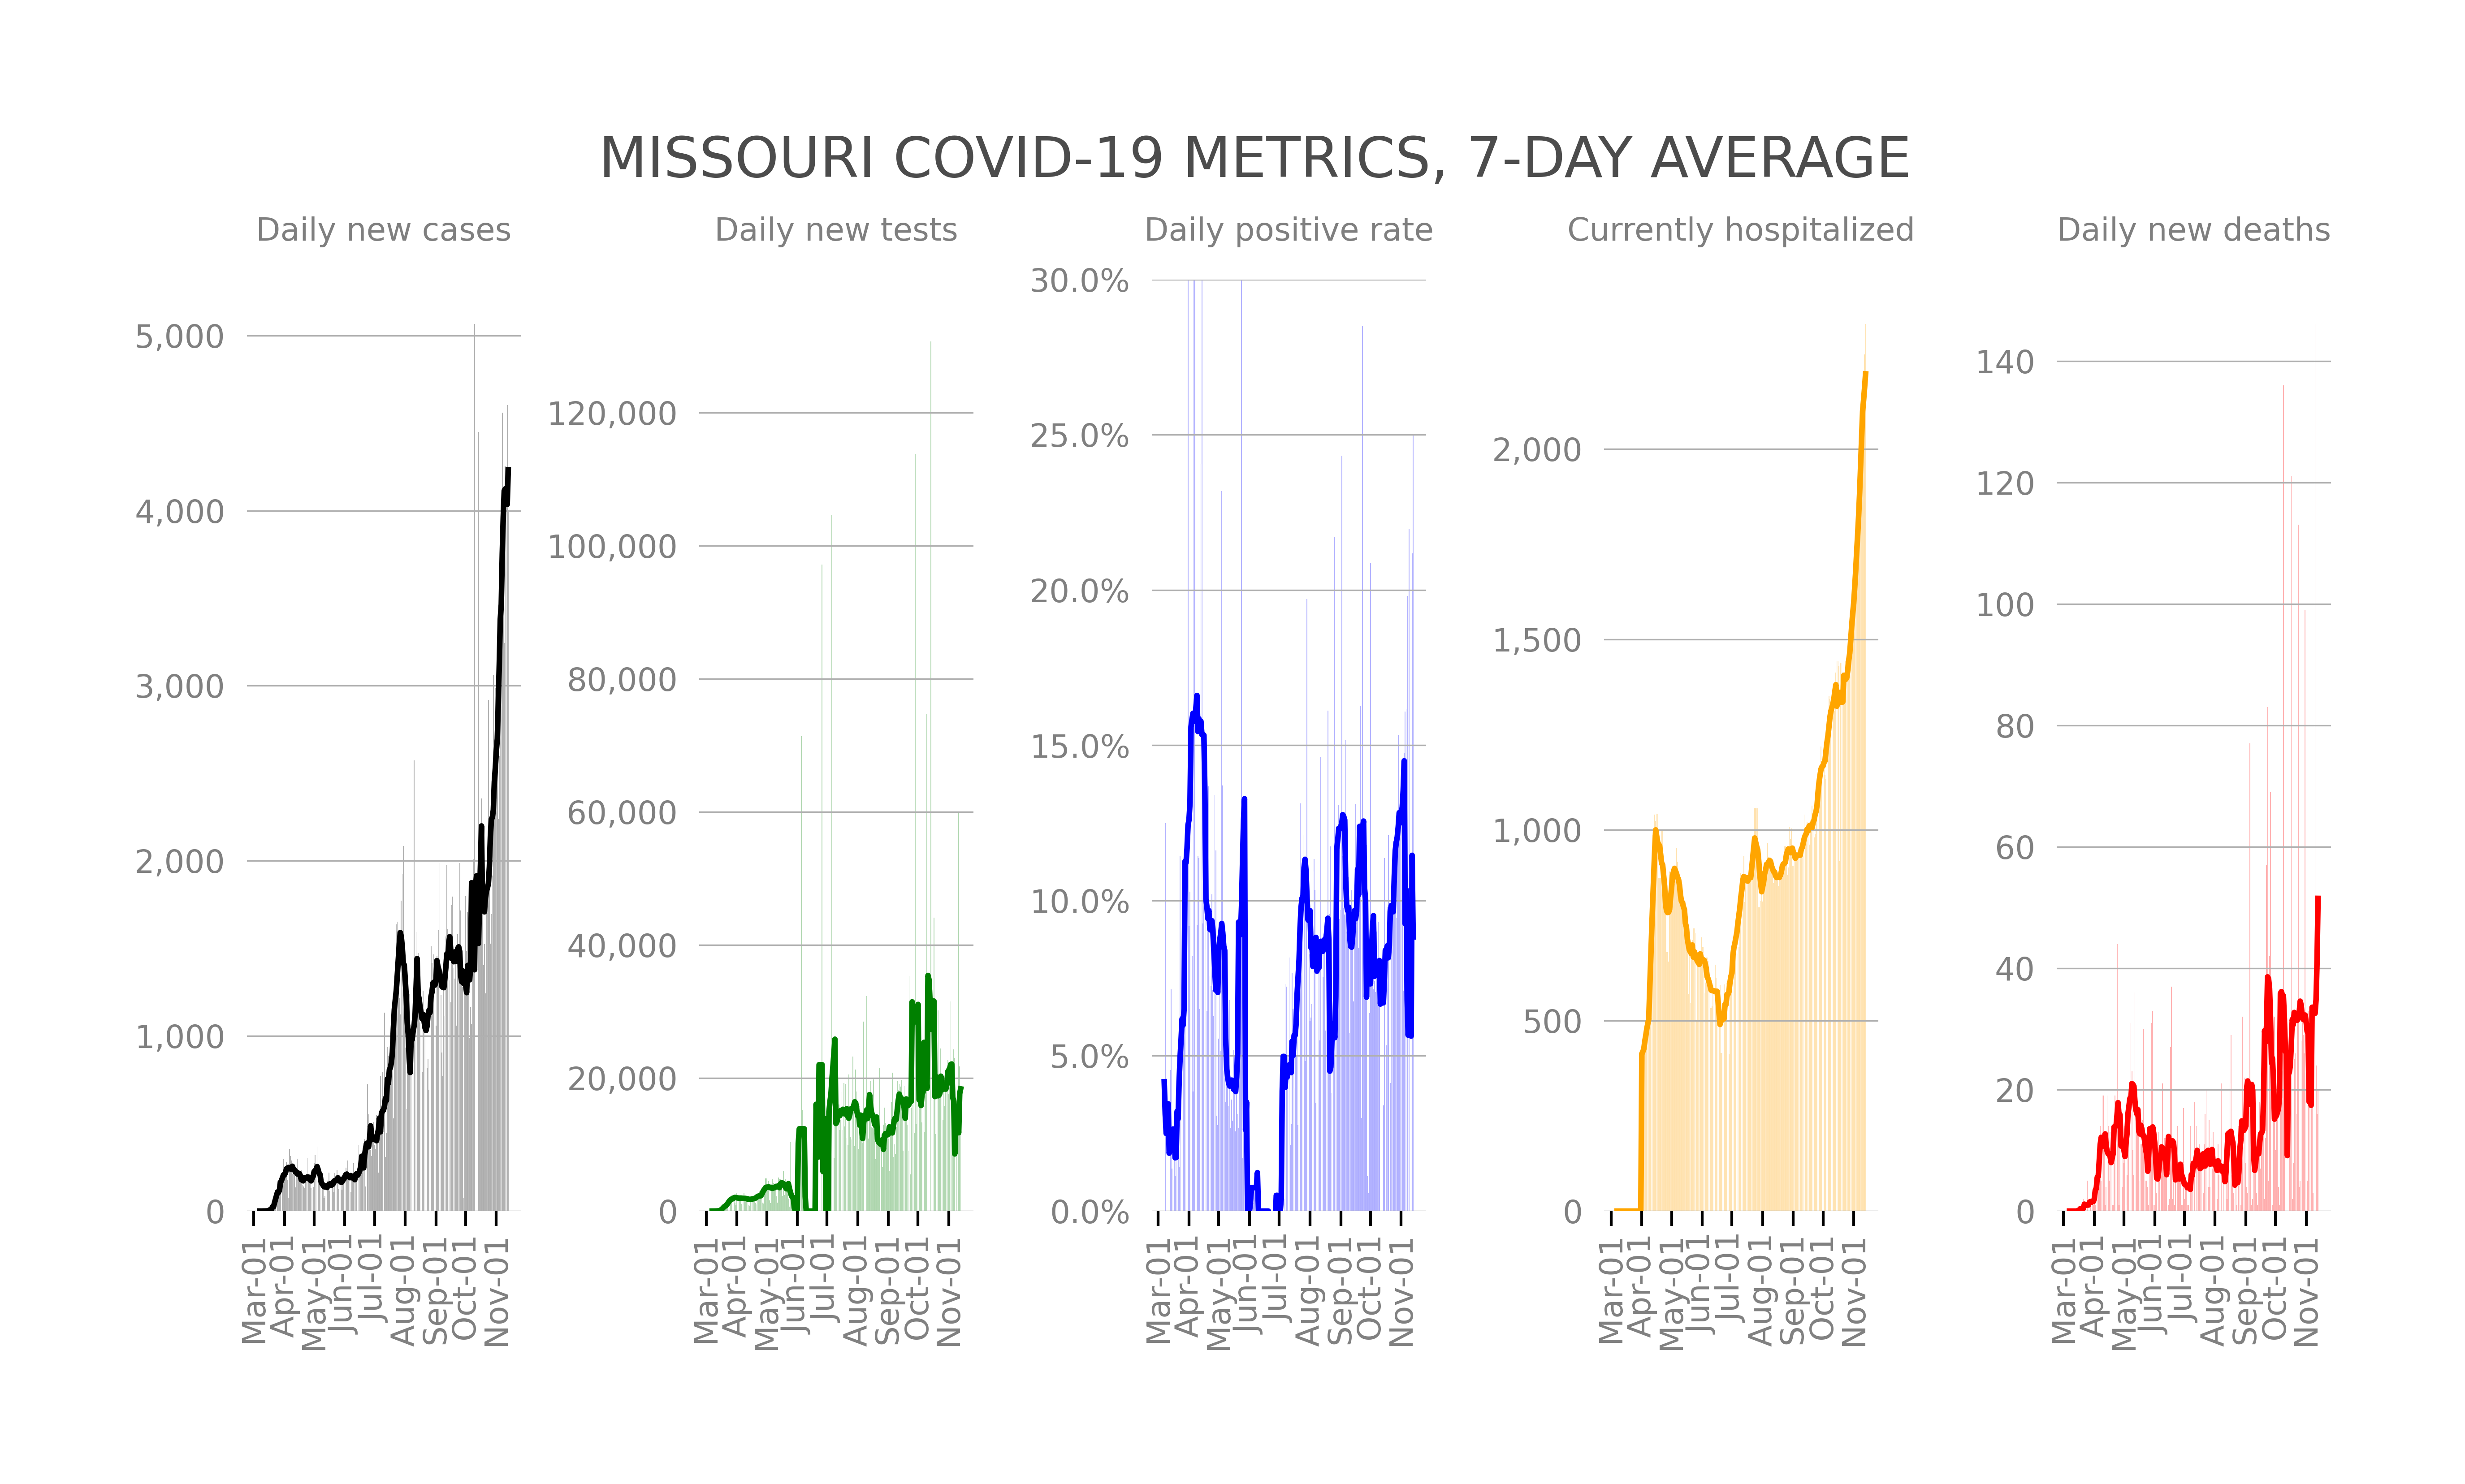 MISSOURI COVID-19 METRICS, 7-DAY AVERAGE
Daily new cases
5,000
4,000
3,000
2,000
1,000
0
Mar-01
Apr-01
May-01
Jun-01
Jul-01
Aug-01
Sep-01
Oct-01
Nov-01
Daily new tests
120,000
100,000
80,000
60,000
40,000
20,000
0
Mar-01
Apr-01
May-01
Jun-01
Jul-01
Aug-01
Sep-01
Oct-01
Nov-01
Daily positive rate
30.0%
25.0%
20.0%
15.0%
10.0%
5.0%
0.0%
Mar-01
Apr-01
May-01
Jun-01
Jul-01
Aug-01
Sep-01
Oct-01
Nov-01
Currently hospitalized
2,000
1,500
1,000
500
0
Mar-01
Apr-01
May-01
Jun-01
Jul-01
Aug-01
Sep-01
Oct-01
Nov-01
Daily new deaths
140
120
100
80
60
40
20
0
Mar-01
Apr-01
May-01
Jun-01
Jul-01
Aug-01
Sep-01
Oct-01
Nov-01